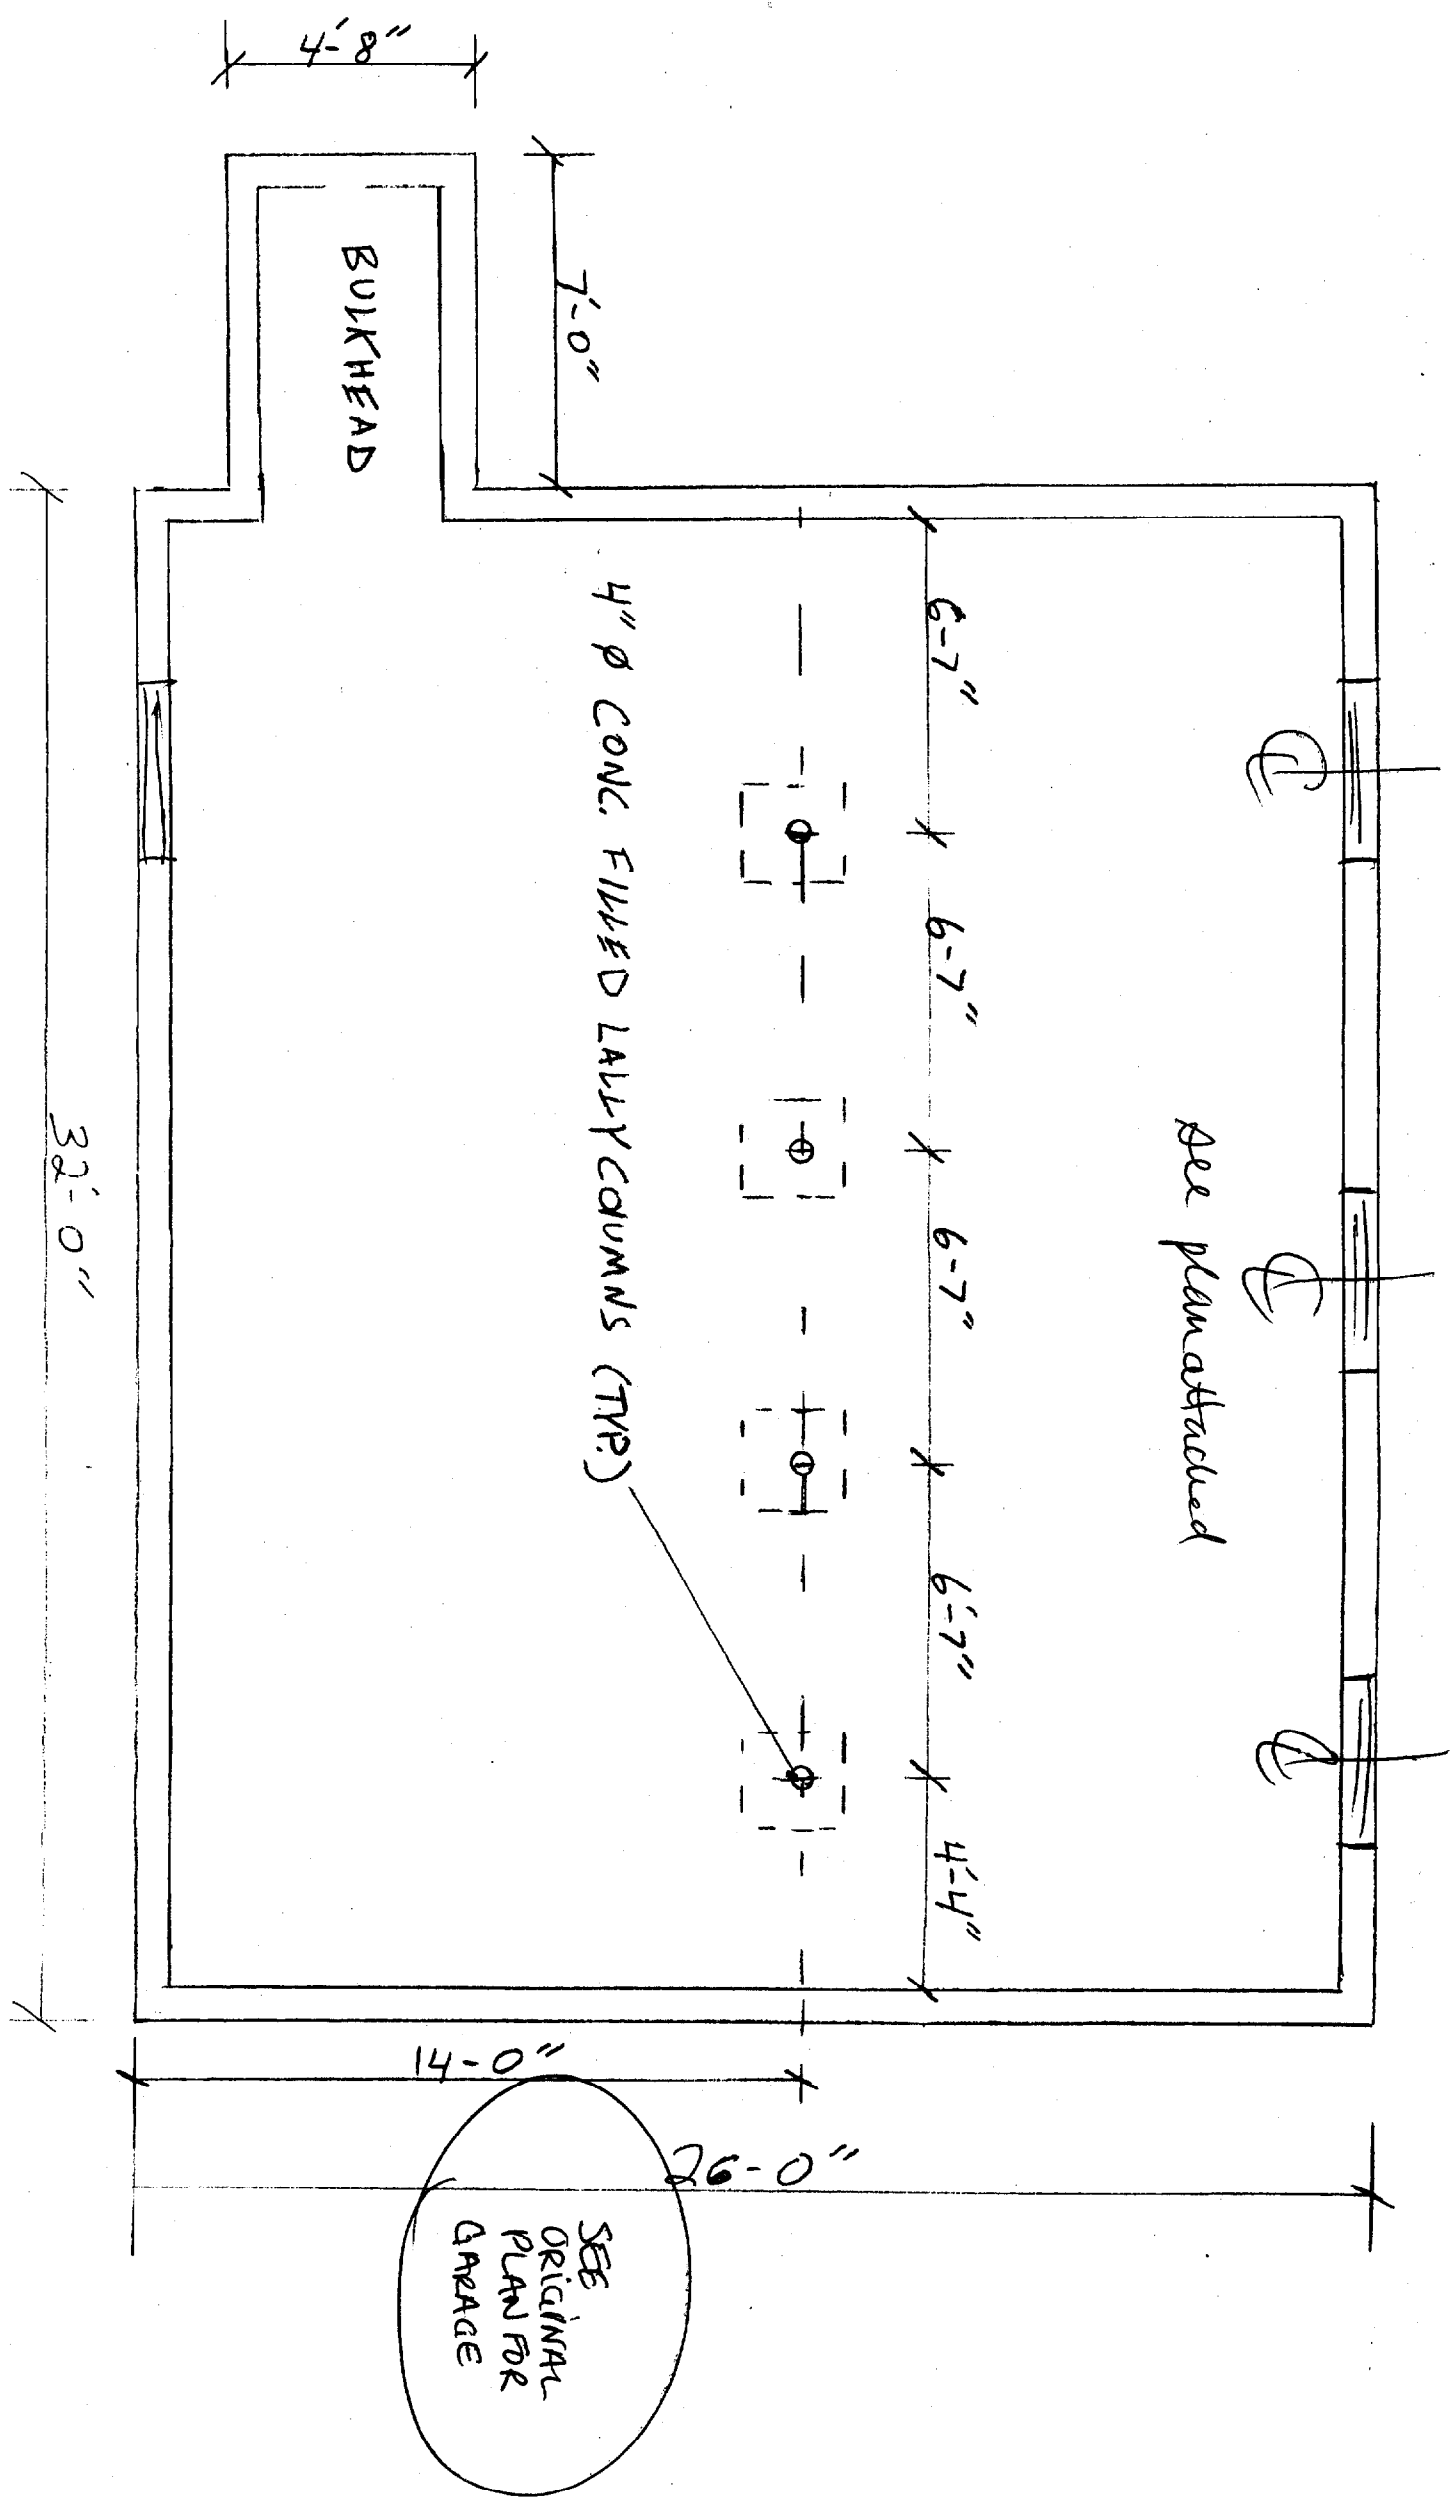 4'-8"
7'-0"
BULKHEAD
6-7"
6-7"
6-7"
6'-7"
4'-4"
See plan attached
4" ø CONC. FILLED LALLY COLUMNS (TYP.)
32'-0"
14-0"
26-0"
SEE
ORIGINAL
PLAN FOR
GARAGE